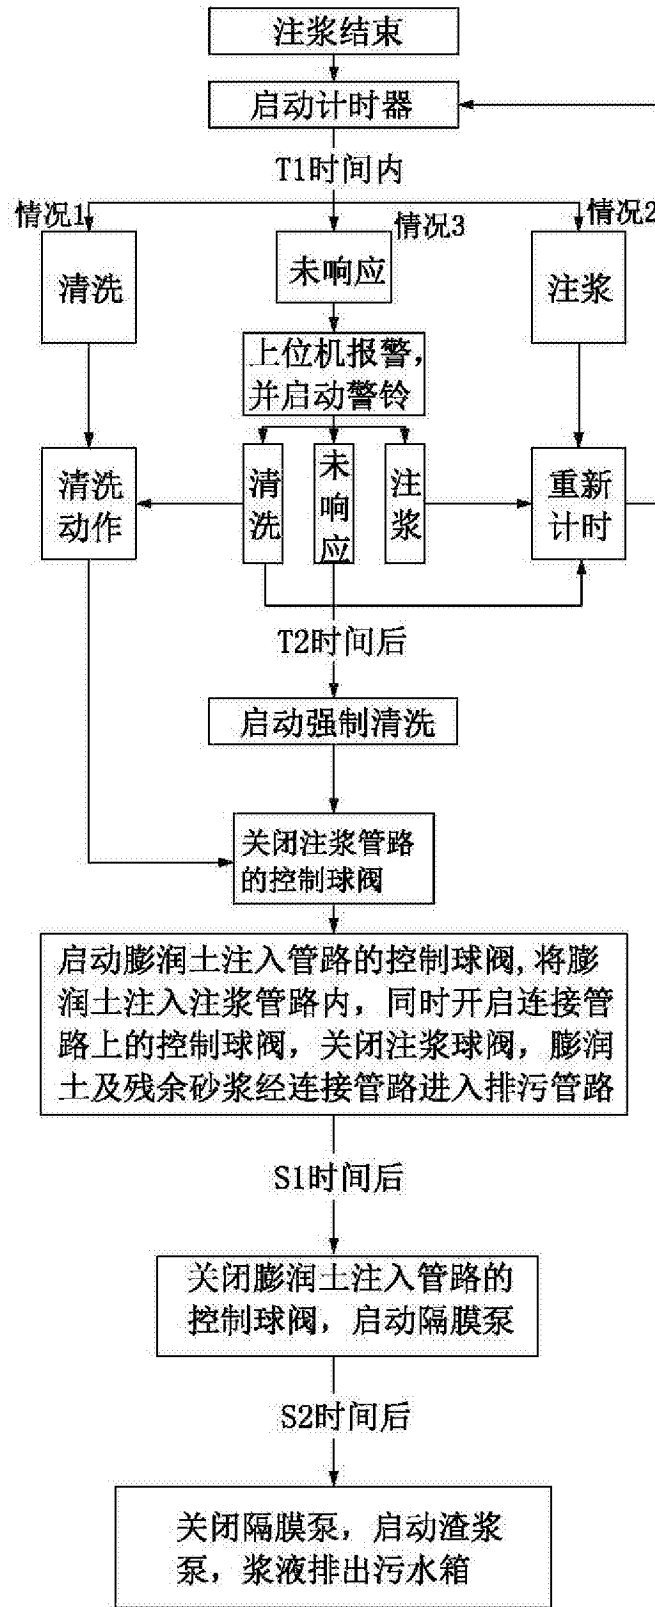 注浆结束
启动计时器
T1时间内
情况1
情况3
情况2
清洗
未响应
注浆
上位机报警，
并启动警铃
清洗
动作
清洗
未响应
注浆
重新
计时
T2时间后
启动强制清洗
关闭注浆管路
的控制球阀
启动膨润土注入管路的控制球阀,将膨
润土注入注浆管路内，同时开启连接管
路上的控制球阀，关闭注浆球阀，膨润
土及残余砂浆经连接管路进入排污管路
S1时间后
关闭膨润土注入管路的
控制球阀，启动隔膜泵
S2时间后
关闭隔膜泵，启动渣浆
泵，浆液排出污水箱